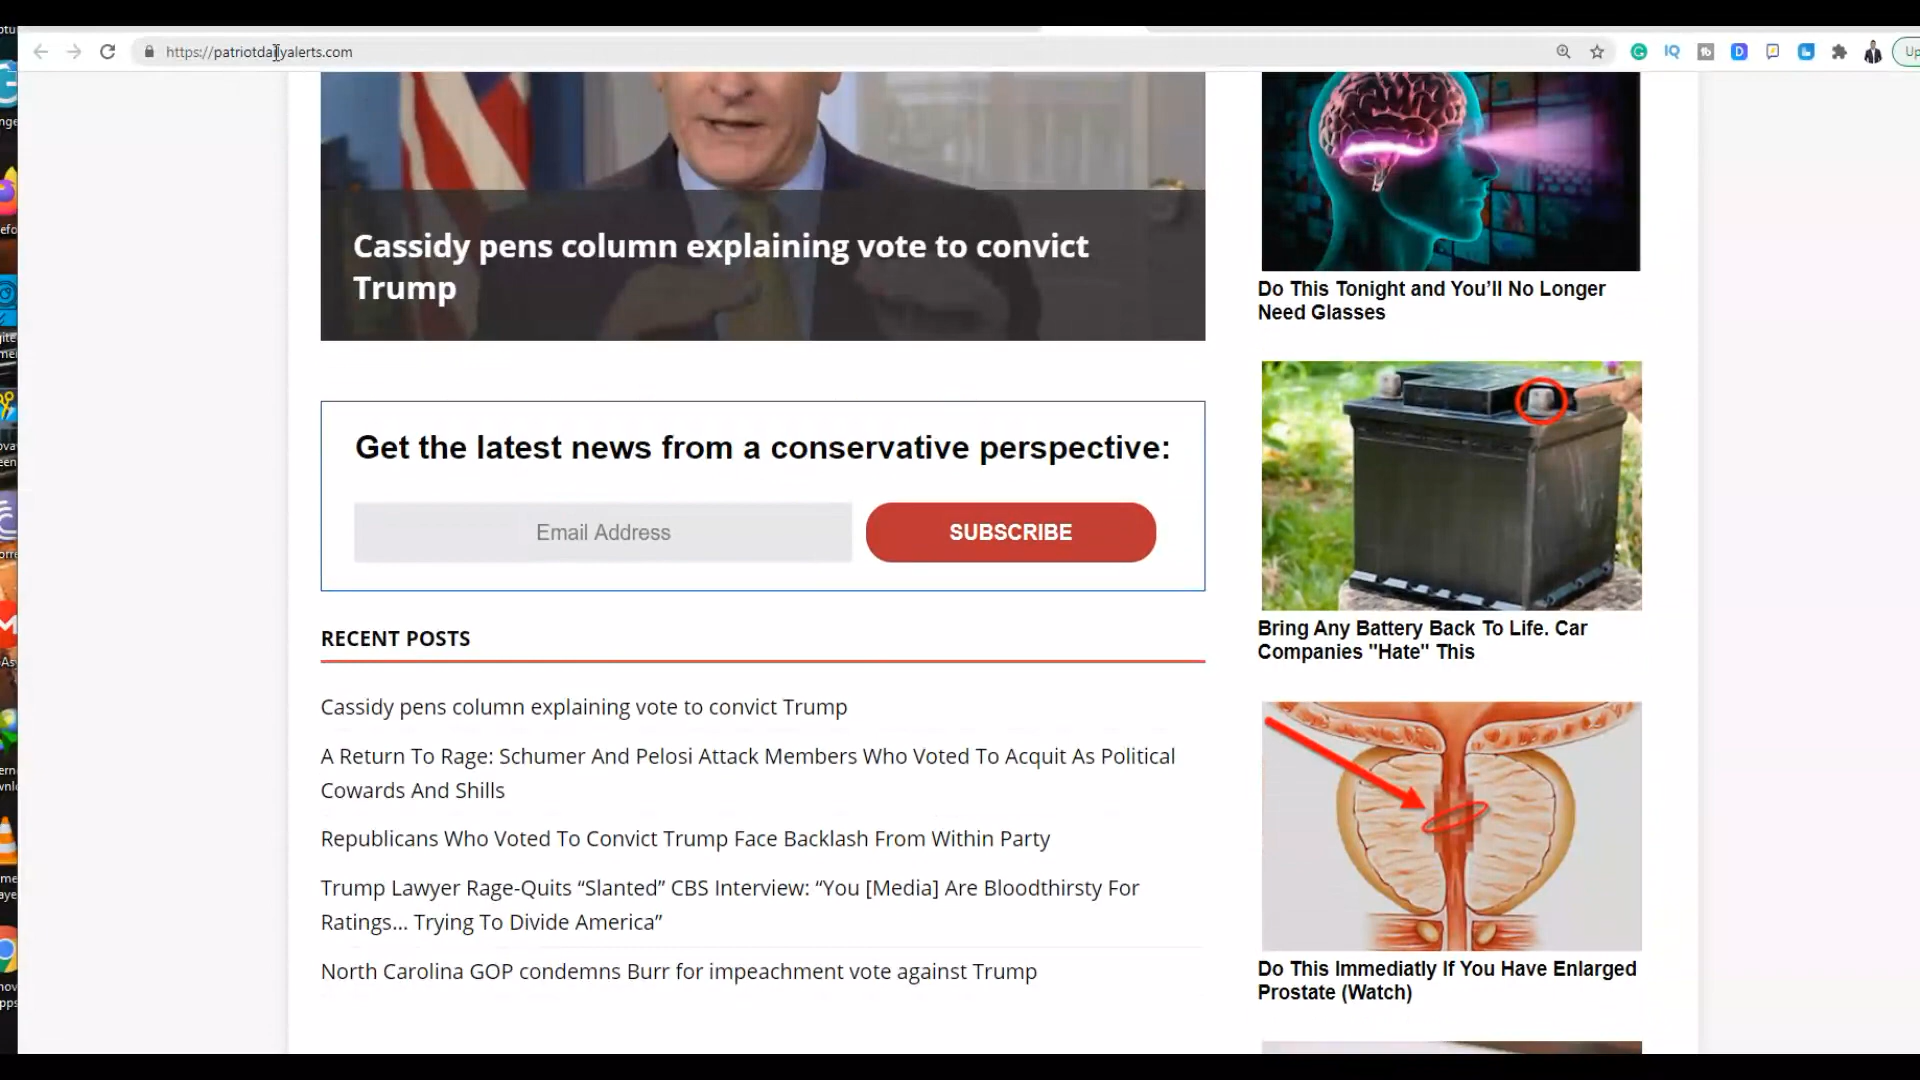 https://patriotdailyalerts.com
Up
Cassidy pens column explaining vote to convict
Trump
Get the latest news from a conservative perspective:
Email Address
SUBSCRIBE
RECENT POSTS
Cassidy pens column explaining vote to convict Trump
A Return To Rage: Schumer And Pelosi Attack Members Who Voted To Acquit As Political
Cowards And Shills
Republicans Who Voted To Convict Trump Face Backlash From Within Party
Trump Lawyer Rage-Quits “Slanted” CBS Interview: “You [Media] Are Bloodthirsty For
Ratings… Trying To Divide America”
North Carolina GOP condemns Burr for impeachment vote against Trump
Do This Tonight and You’ll No Longer
Need Glasses
Bring Any Battery Back To Life. Car
Companies "Hate" This
Do This Immediatly If You Have Enlarged
Prostate (Watch)